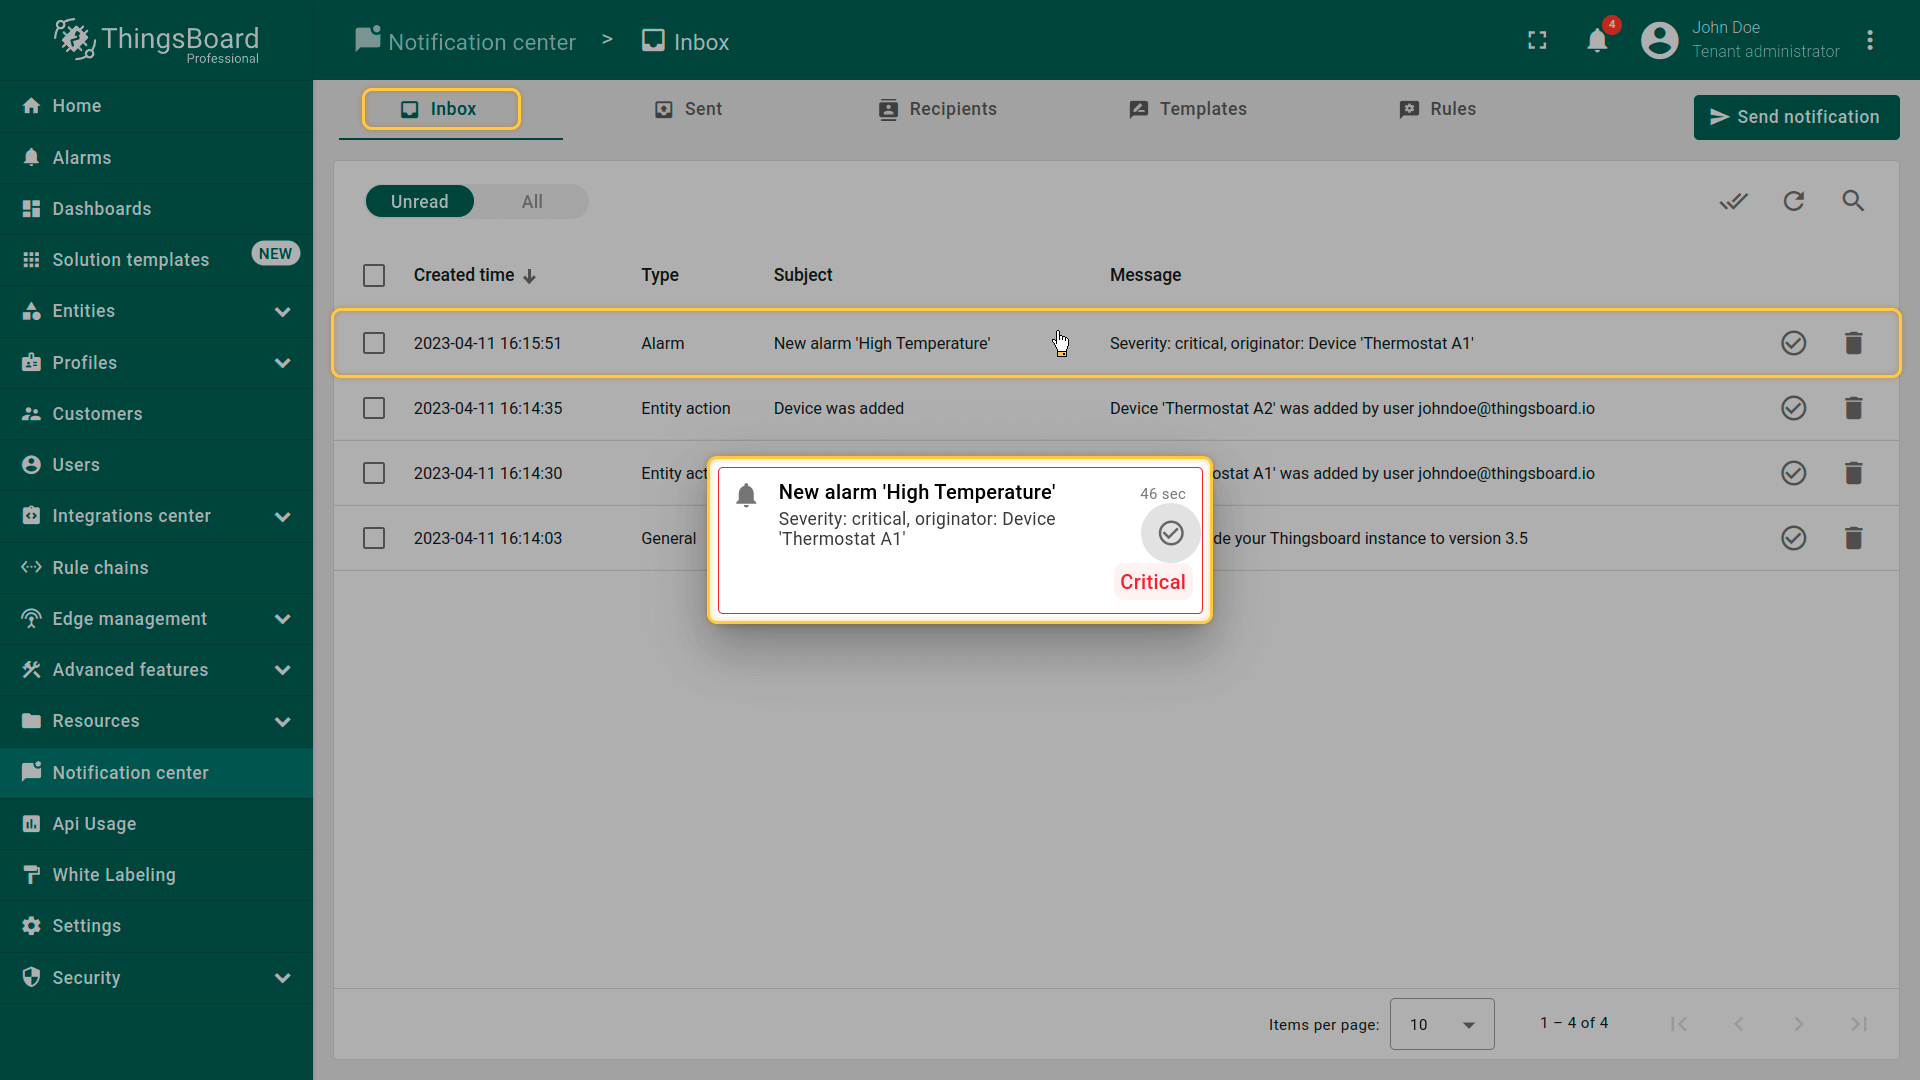 ThingsBoard
Professional
Notification center > Inbox
4
John Doe
Tenant administrator
Home
Alarms
Dashboards
Solution templates NEW
Entities
Profiles
Customers
Users
Integrations center
Rule chains
Edge management
Advanced features
Resources
Notification center
Api Usage
White Labeling
Settings
Security
Inbox Sent Recipients Templates Rules Send notification
Unread All
Created time Type Subject Message
2023-04-11 16:15:51 Alarm New alarm 'High Temperature' Severity: critical, originator: Device 'Thermostat A1'
2023-04-11 16:14:35 Entity action Device was added Device 'Thermostat A2' was added by user johndoe@thingsboard.io
2023-04-11 16:14:30 Entity act ostat A1' was added by user johndoe@thingsboard.io
2023-04-11 16:14:03 General de your Thingsboard instance to version 3.5
New alarm 'High Temperature' 46 sec
Severity: critical, originator: Device
'Thermostat A1'
Critical
Items per page: 10 1 – 4 of 4